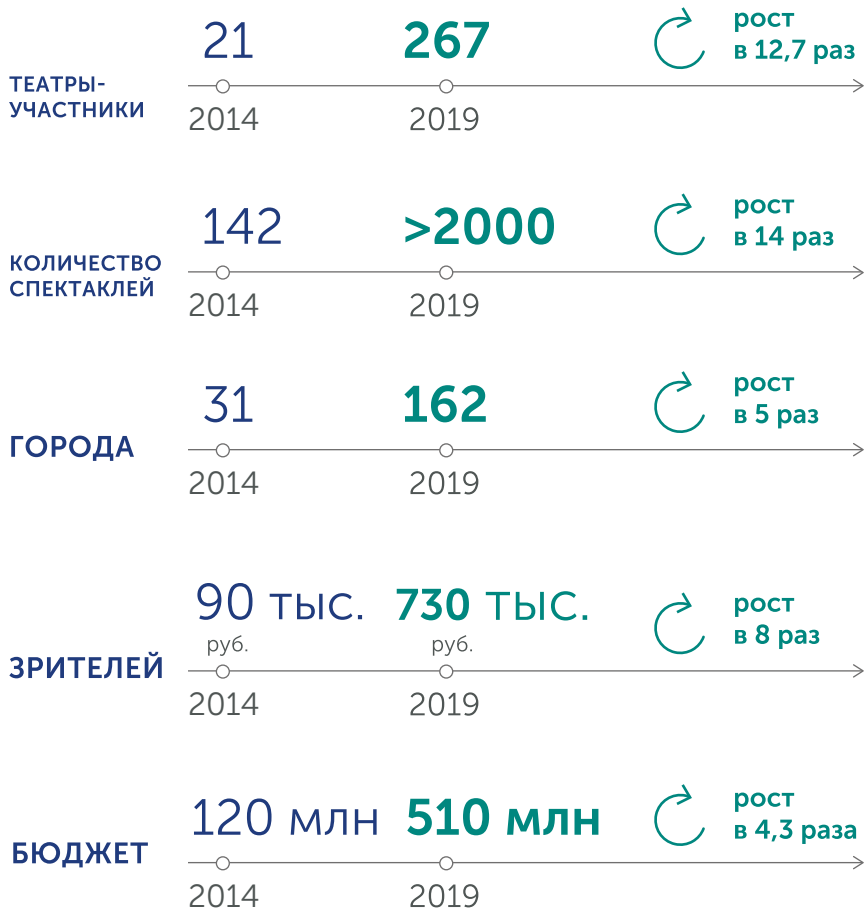 21 267
рост
в 12,7 раз
ТЕАТРЫ-
УЧАСТНИКИ
2014 2019
142 >2000
рост
в 14 раз
КОЛИЧЕСТВО
СПЕКТАКЛЕЙ
2014 2019
31 162
рост
в 5 раз
ГОРОДА
2014 2019
90 тыс. 730 тыс.
руб. руб.
рост
в 8 раз
ЗРИТЕЛЕЙ
2014 2019
120 млн 510 млн
рост
в 4,3 раза
БЮДЖЕТ
2014 2019